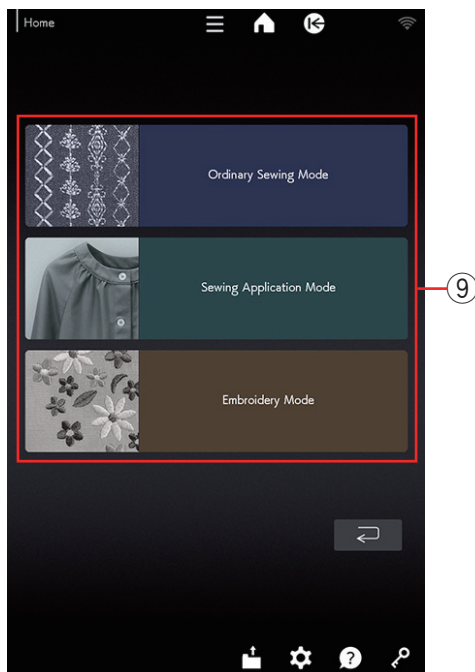 Home
Ordinary Sewing Mode
Sewing Application Mode
⑨
Embroidery Mode
?